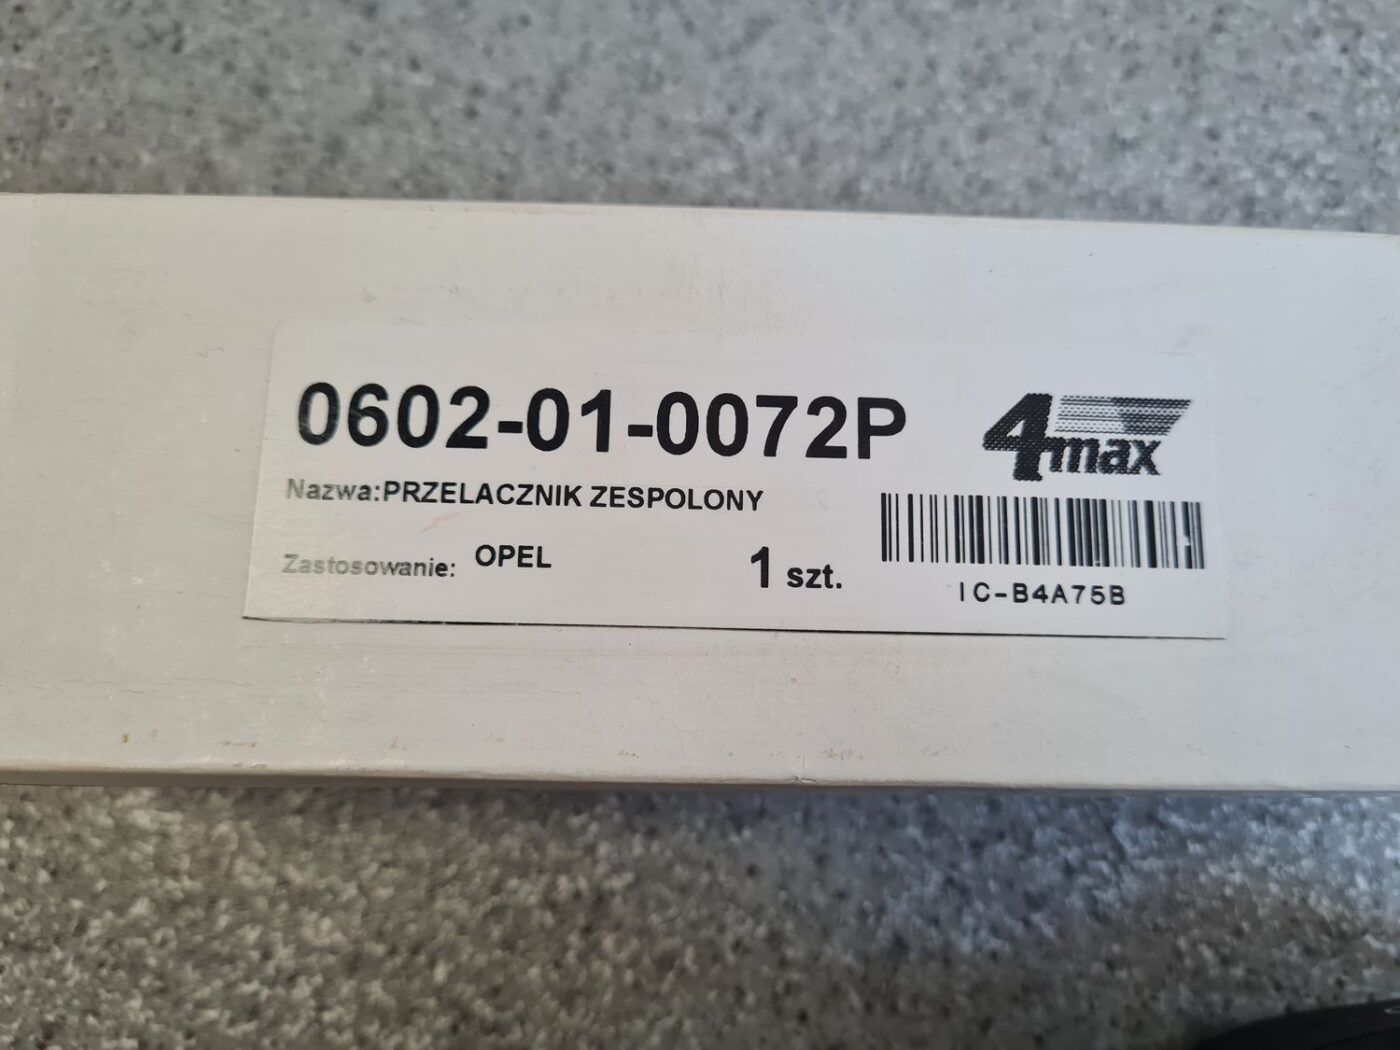 0602-01-0072P
4max
Nazwa:PRZELACZNIK ZESPOLONY
Zastosowanie: OPEL
1 szt.
IC-B4A75B